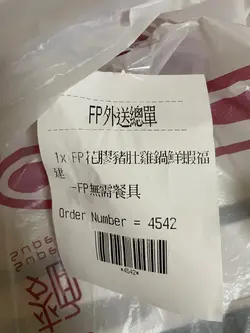 FP外送總單
1x FP花膠豬肚雞鍋鮮蝦福
建
-FP無需餐具
Order Number = 4542
*4542*